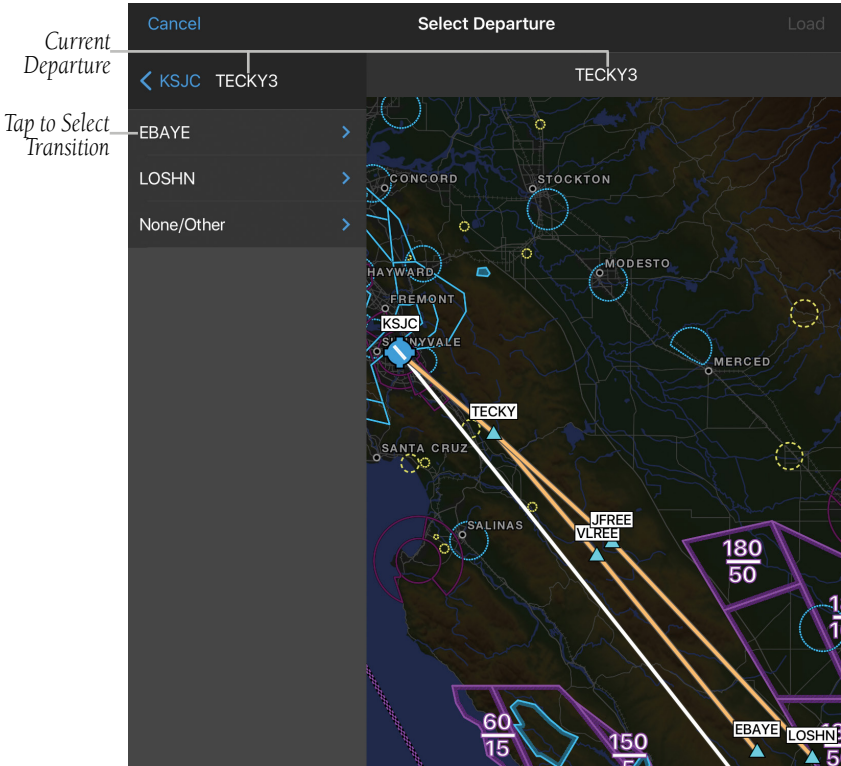 Cancel
Select Departure
Load
Current
Departure
KSJC
TECKY3
TECKY3
Tap to Select
Transition
EBAYE
LOSHN
None/Other
CONCORD
STOCKTON
HAYWARD
MODESTO
FREMONT
KSJC
SUNNYVALE
MERCED
TECKY
SANTA CRUZ
SALINAS
JFREE
VLREE
180
50
60
15
150
EBAYE
LOSHN